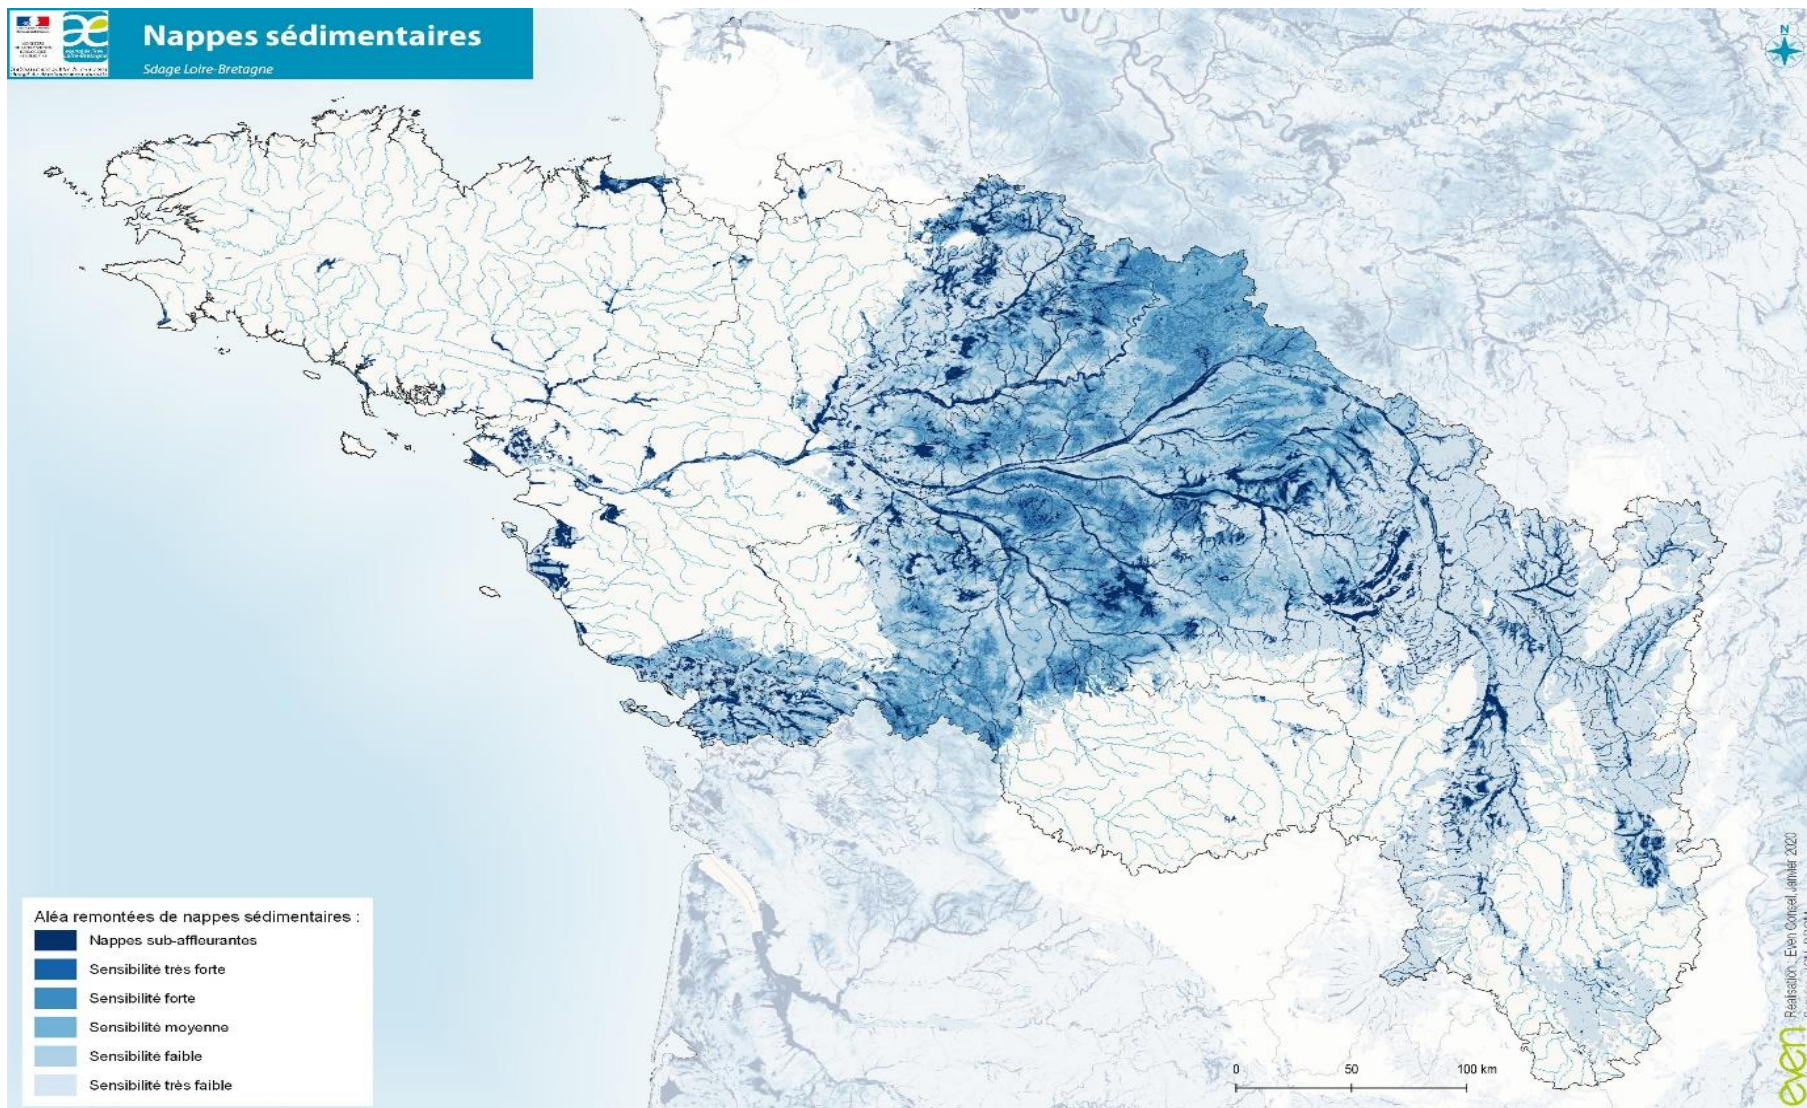 Nappes sédimentaires
Sdage Loire-Bretagne
N
Aléa remontées de nappes sédimentaires :
Nappes sub-affleurantes
Sensibilité très forte
Sensibilité forte
Sensibilité moyenne
Sensibilité faible
Sensibilité très faible
0 50 100 km
even
Réalisation : Even Conseil, Janvier 2020